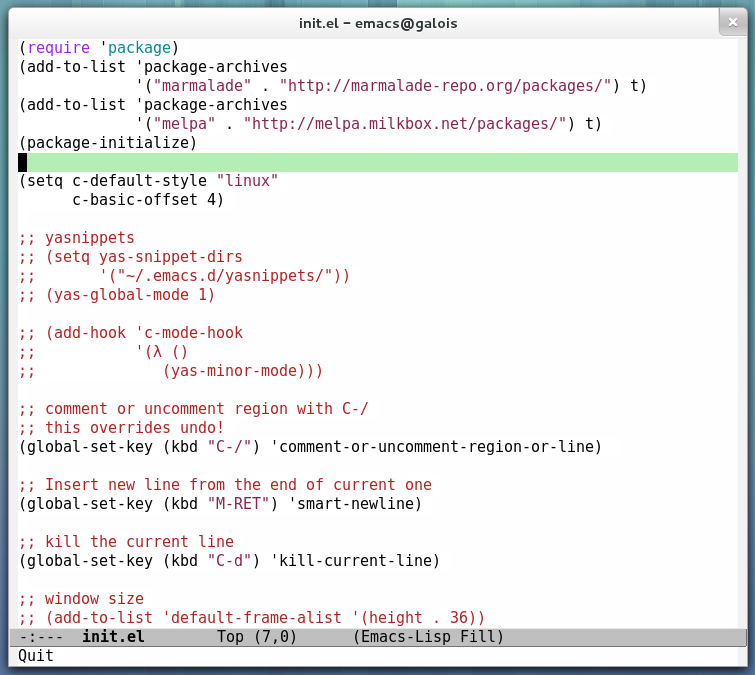 init.el – emacs@galois
(require 'package)
(add-to-list 'package-archives
             '("marmalade" . "http://marmalade-repo.org/packages/") t)
(add-to-list 'package-archives
             '("melpa" . "http://melpa.milkbox.net/packages/") t)
(package-initialize)
(setq c-default-style "linux"
      c-basic-offset 4)
;; yasnippets
;; (setq yas-snippet-dirs
;;       '("~/.emacs.d/yasnippets/"))
;; (yas-global-mode 1)
;; (add-hook 'c-mode-hook
;;           '(λ ()
;;              (yas-minor-mode)))
;; comment or uncomment region with C-/
;; this overrides undo!
(global-set-key (kbd "C-/") 'comment-or-uncomment-region-or-line)
;; Insert new line from the end of current one
(global-set-key (kbd "M-RET") 'smart-newline)
;; kill the current line
(global-set-key (kbd "C-d") 'kill-current-line)
;; window size
;; (add-to-list 'default-frame-alist '(height . 36))
-:---  init.el        Top (7,0)      (Emacs-Lisp Fill)
Quit